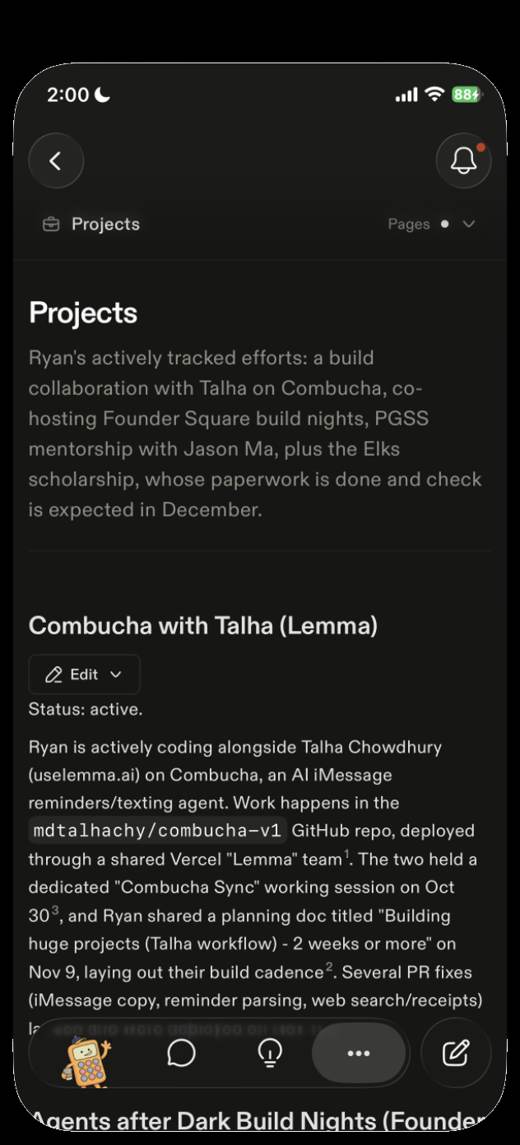 2:00
88
Projects
Pages
Projects
Ryan's actively tracked efforts: a build
collaboration with Talha on Combucha, co-
hosting Founder Square build nights, PGSS
mentorship with Jason Ma, plus the Elks
scholarship, whose paperwork is done and check
is expected in December.
Combucha with Talha (Lemma)
Edit
Status: active.
Ryan is actively coding alongside Talha Chowdhury
(uselemma.ai) on Combucha, an AI iMessage
reminders/texting agent. Work happens in the
mdtalhachy/combucha-v1 GitHub repo, deployed
through a shared Vercel "Lemma" team¹. The two held a
dedicated "Combucha Sync" working session on Oct
30³, and Ryan shared a planning doc titled "Building
huge projects (Talha workflow) - 2 weeks or more" on
Nov 9, laying out their build cadence². Several PR fixes
(iMessage copy, reminder parsing, web search/receipts)
Agents after Dark Build Nights (Founder